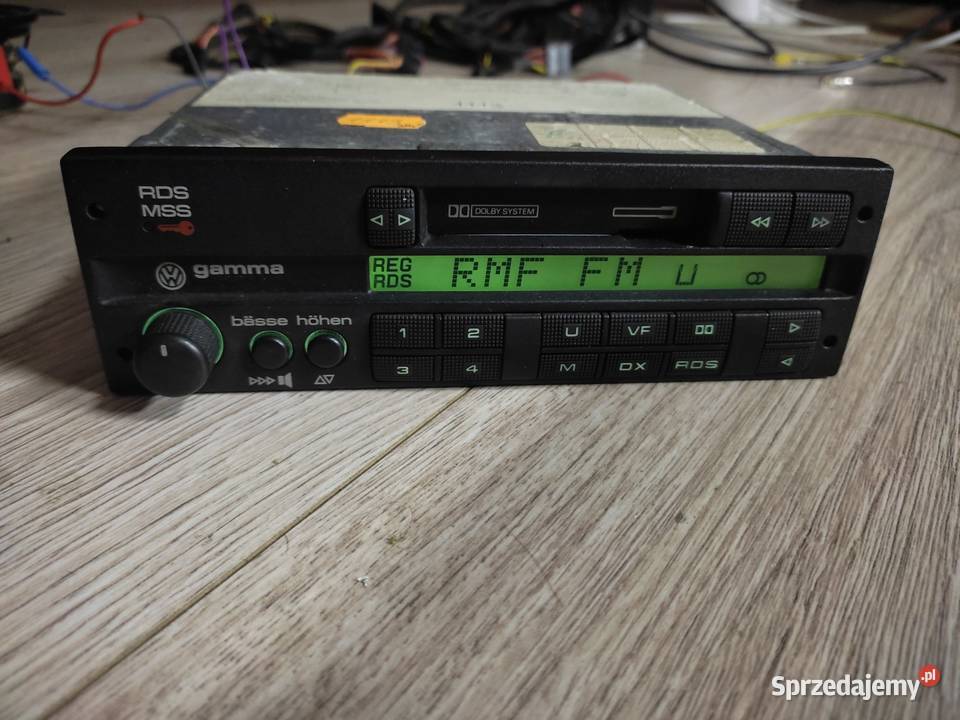 RDS
MSS
DOLBY SYSTEM
gamma
REG
RDS
RMF FM U
bässe höhen
1 2 U VF
3 4 M DX RDS
Sprzedajemy.pl